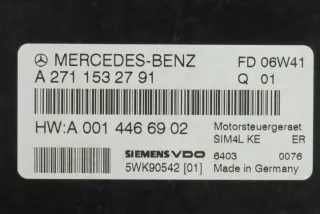 MERCEDES-BENZ FD 06W41
A 271 153 27 91 Q 01
HW:A 001 446 69 02 Motorsteuergeraet
SIM4L KE ER
SIEMENS VDO 6403 0076
5WK90542 [01] Made in Germany